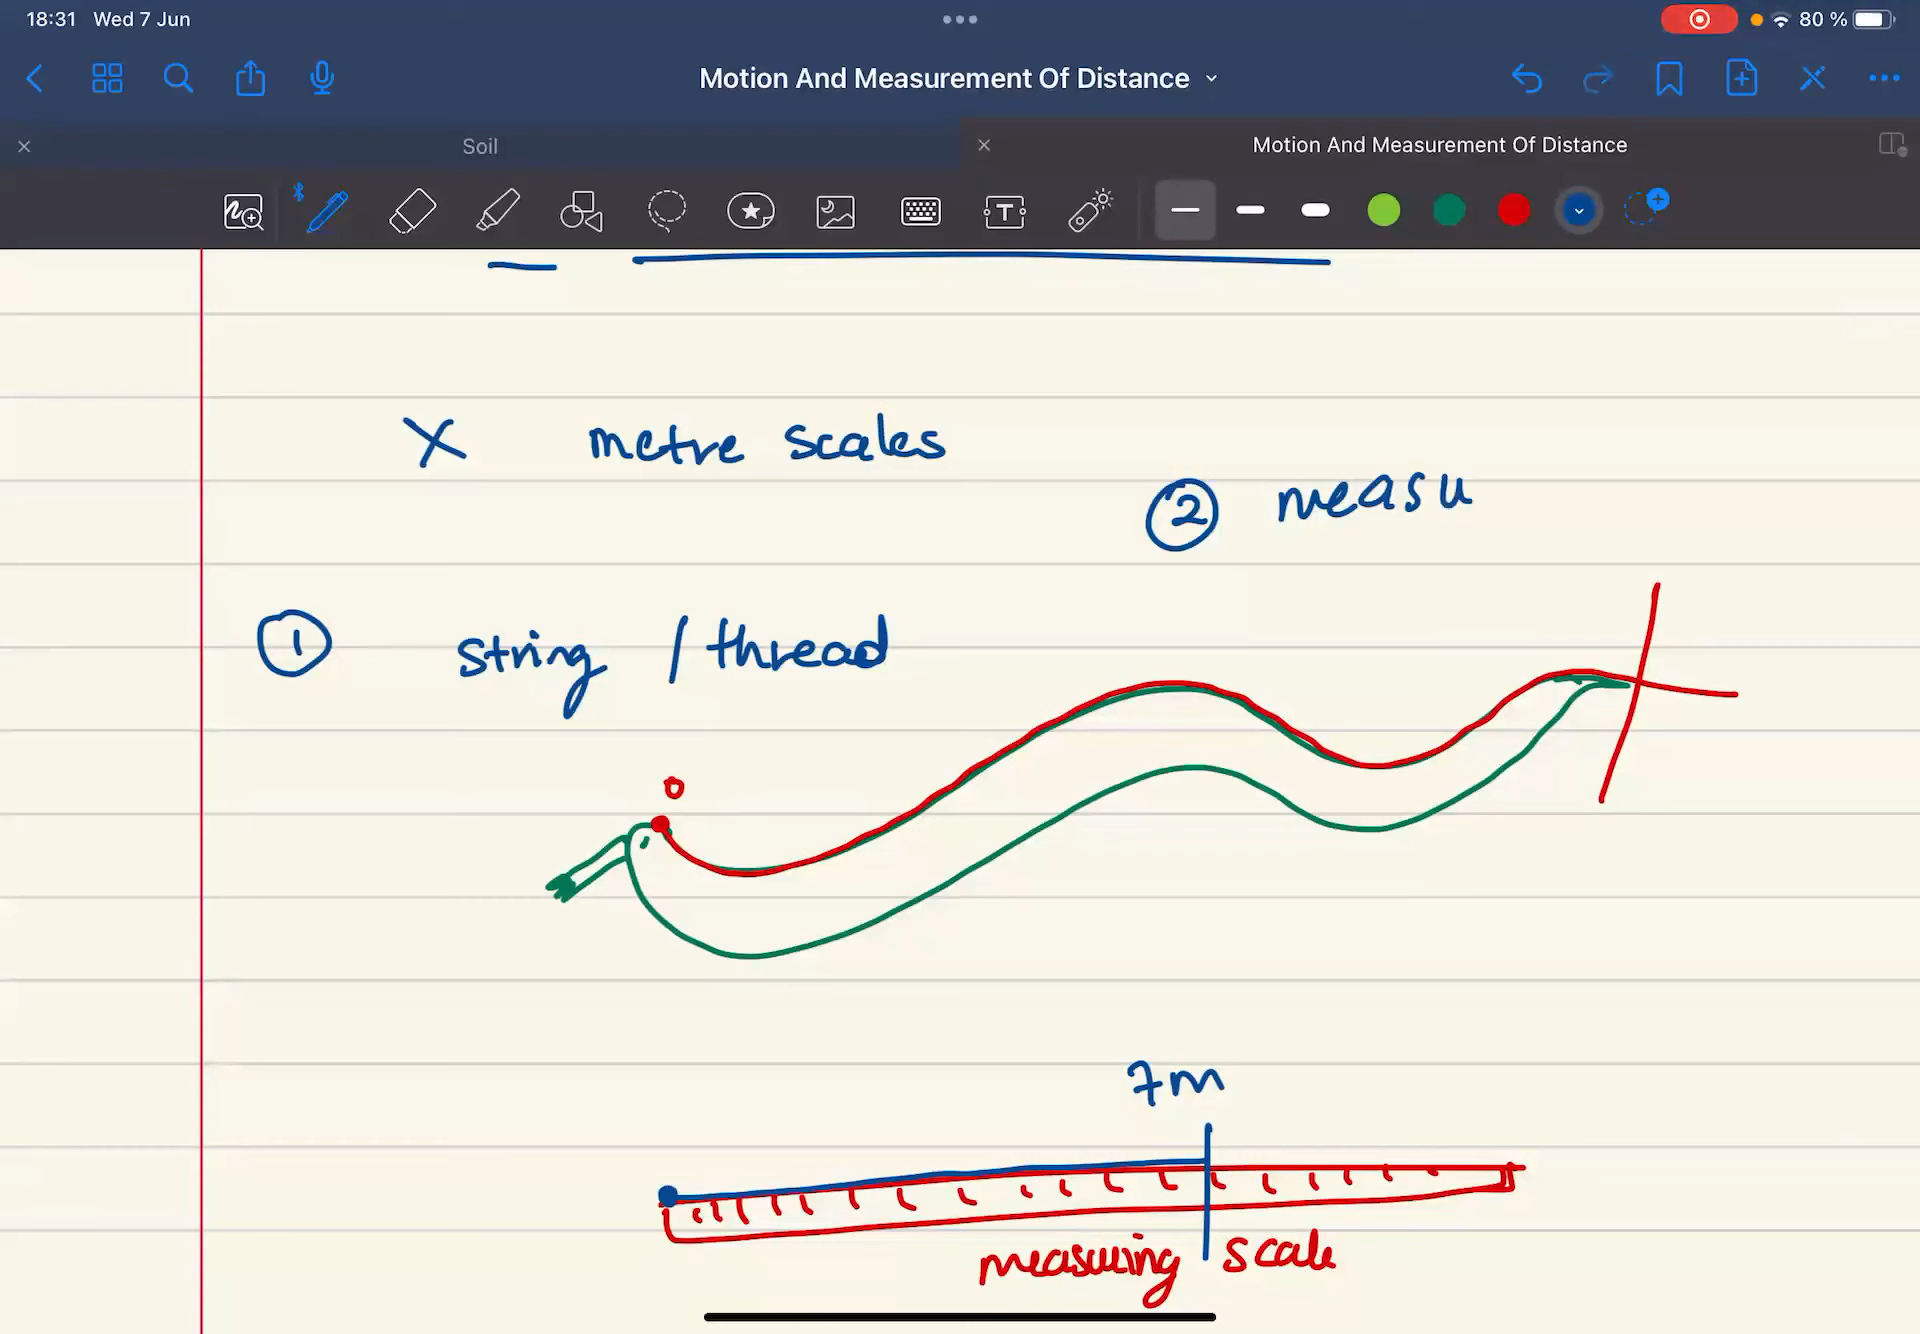 18:31 Wed 7 Jun
80 %
Motion And Measurement Of Distance
Soil
Motion And Measurement Of Distance
X metre scales
② measu
① string / thread
0
7m
measuring scale